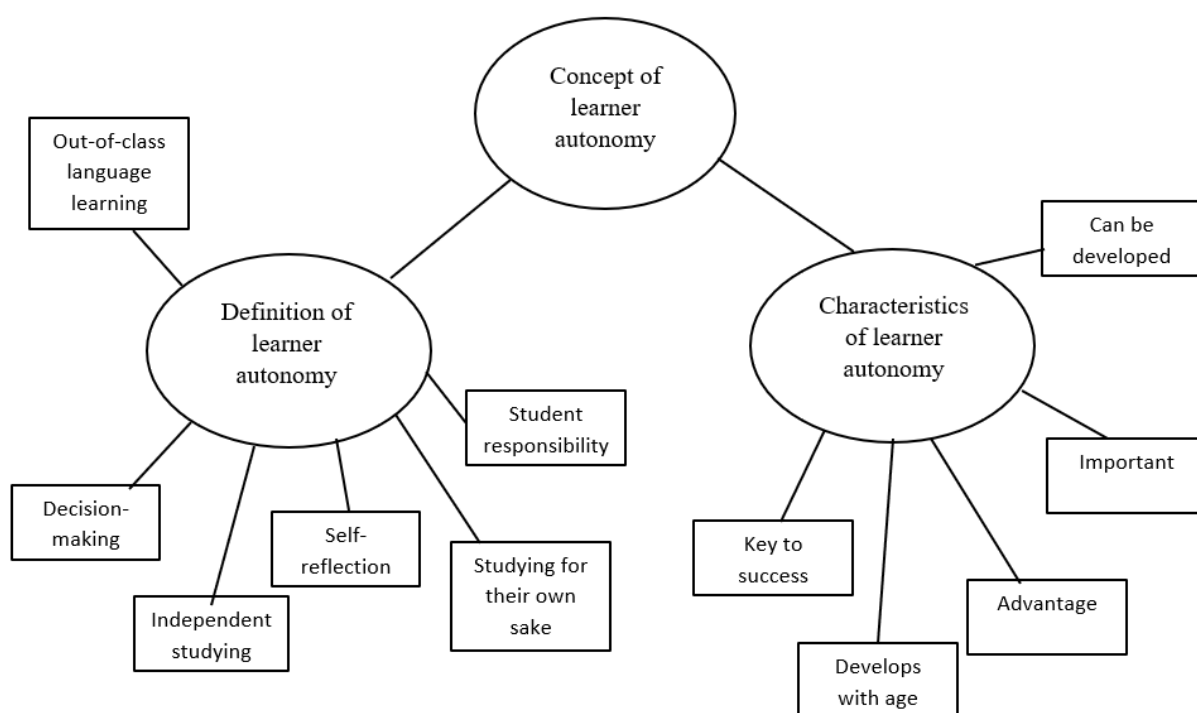 Concept of
learner
autonomy
Out-of-class
language
learning
Definition of
learner
autonomy
Student
responsibility
Decision-
making
Self-
reflection
Studying for
their own
sake
Independent
studying
Characteristics
of learner
autonomy
Can be
developed
Important
Key to
success
Advantage
Develops
with age